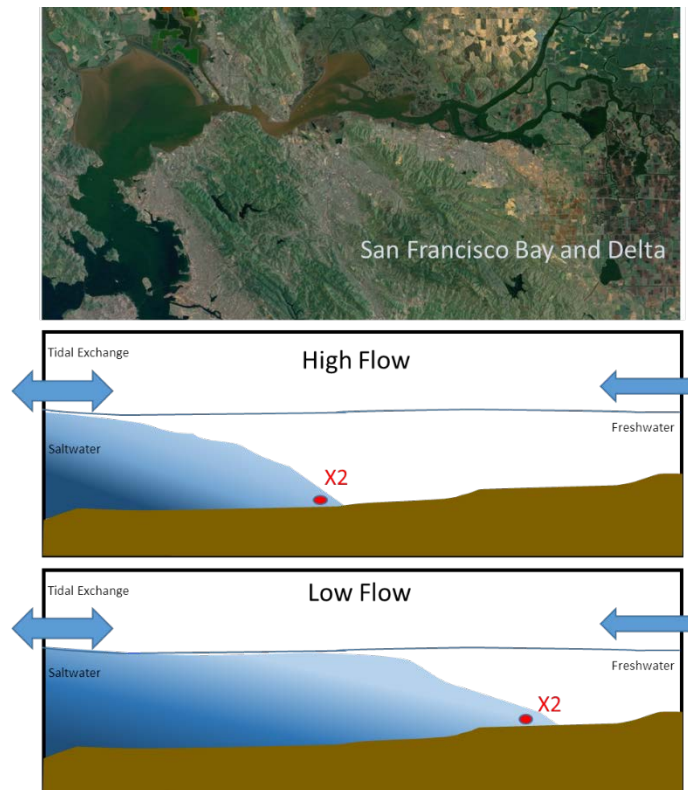 San Francisco Bay and Delta
Tidal Exchange
High Flow
Freshwater
Saltwater
X2
Tidal Exchange
Low Flow
Saltwater
Freshwater
X2